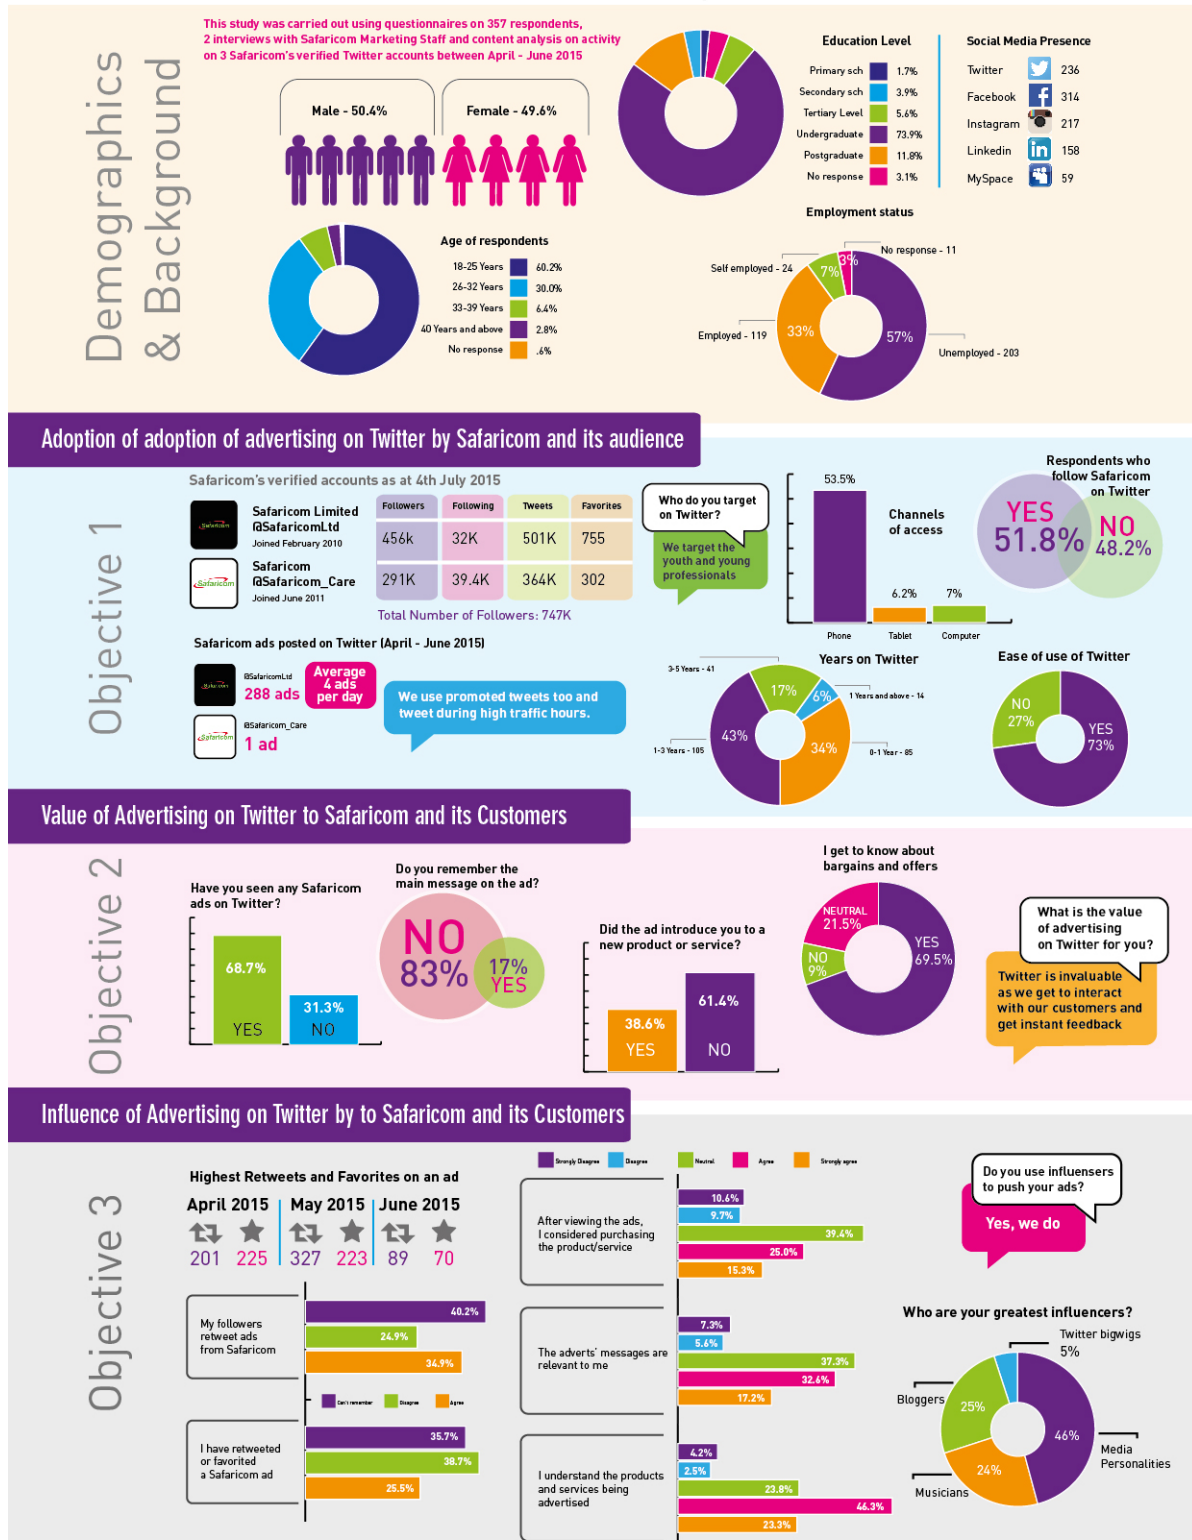 Demographics
& Background
This study was carried out using questionnaires on 357 respondents,
2 interviews with Safaricom Marketing Staff and content analysis on activity
on 3 Safaricom's verified Twitter accounts between April - June 2015
Male - 50.4%
Female - 49.6%
Education Level
Primary sch 1.7%
Secondary sch 3.9%
Tertiary Level 5.6%
Undergraduate 73.9%
Postgraduate 11.8%
No response 3.1%
Social Media Presence
Twitter 236
Facebook 314
Instagram 217
Linkedin in 158
MySpace 59
Age of respondents
18-25 Years 60.2%
26-32 Years 30.0%
33-39 Years 6.4%
40 Years and above 2.8%
No response .6%
Employment status
No response - 11
3%
Self employed - 24
7%
Employed - 119
33%
57%
Unemployed - 203
Adoption of adoption of advertising on Twitter by Safaricom and its audience
Objective 1
Safaricom's verified accounts as at 4th July 2015
Followers Following Tweets Favorites
Safaricom
Safaricom Limited
@SafaricomLtd
Joined February 2010
456k 32K 501K 755
Safaricom
Safaricom
@Safaricom_Care
Joined June 2011
291K 39.4K 364K 302
Total Number of Followers: 747K
Safaricom ads posted on Twitter (April - June 2015)
Safaricom
@SafaricomLtd
288 ads
Average
4 ads
per day
Safaricom
@Safaricom_Care
1 ad
We use promoted tweets too and
tweet during high traffic hours.
Who do you target
on Twitter?
We target the
youth and young
professionals
Channels
of access
53.5%
6.2%
7%
Phone Tablet Computer
Respondents who
follow Safaricom
on Twitter
YES
51.8%
NO
48.2%
Years on Twitter
3-5 Years - 41
17%
6%
1 Years and above - 14
43%
1-3 Years - 105
34%
0-1 Year - 85
Ease of use of Twitter
NO
27%
YES
73%
Value of Advertising on Twitter to Safaricom and its Customers
Objective 2
Have you seen any Safaricom
ads on Twitter?
68.7%
YES
31.3%
NO
Do you remember the
main message on the ad?
NO
83%
17%
YES
Did the ad introduce you to a
new product or service?
38.6%
YES
61.4%
NO
I get to know about
bargains and offers
NEUTRAL
21.5%
NO
9%
YES
69.5%
What is the value
of advertising
on Twitter for you?
Twitter is invaluable
as we get to interact
with our customers and
get instant feedback
Influence of Advertising on Twitter by to Safaricom and its Customers
Objective 3
Highest Retweets and Favorites on an ad
April 2015 May 2015 June 2015
201 225 327 223 89 70
My followers
retweet ads
from Safaricom
40.2%
24.9%
34.9%
Can't remember Disagree Agree
I have retweeted
or favorited
a Safaricom ad
35.7%
38.7%
25.5%
Strongly Disagree Disagree Neutral Agree Strongly agree
After viewing the ads,
I considered purchasing
the product/service
10.6%
9.7%
39.4%
25.0%
15.3%
The adverts' messages are
relevant to me
7.3%
5.6%
37.3%
32.6%
17.2%
I understand the products
and services being
advertised
4.2%
2.5%
23.8%
46.3%
23.3%
Do you use influensers
to push your ads?
Yes, we do
Who are your greatest influencers?
Twitter bigwigs
5%
Bloggers
25%
46%
Media
Personalities
24%
Musicians